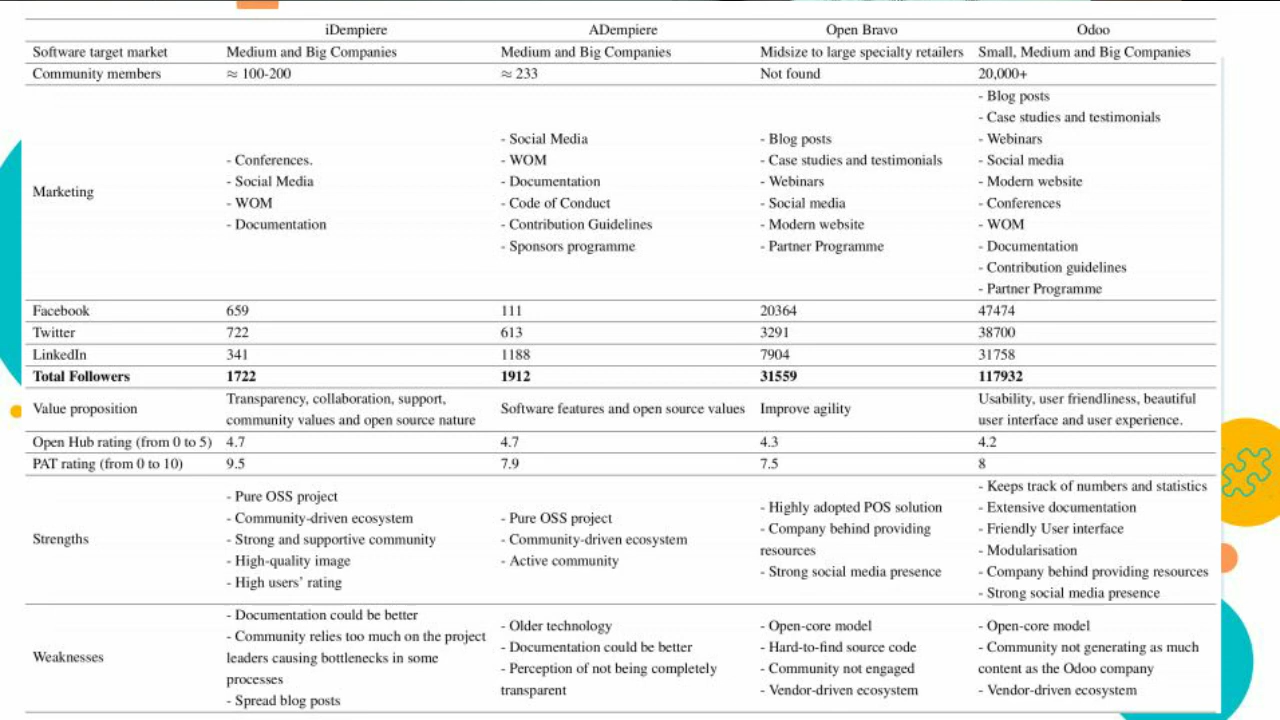 iDempiere ADempiere Open Bravo Odoo
Software target market Medium and Big Companies Medium and Big Companies Midsize to large specialty retailers Small, Medium and Big Companies
Community members ≈ 100-200 ≈ 233 Not found 20,000+
Marketing
- Conferences.
- Social Media
- WOM
- Documentation
- Social Media
- WOM
- Documentation
- Code of Conduct
- Contribution Guidelines
- Sponsors programme
- Blog posts
- Case studies and testimonials
- Webinars
- Social media
- Modern website
- Partner Programme
- Blog posts
- Case studies and testimonials
- Webinars
- Social media
- Modern website
- Conferences
- WOM
- Documentation
- Contribution guidelines
- Partner Programme
Facebook 659 111 20364 47474
Twitter 722 613 3291 38700
LinkedIn 341 1188 7904 31758
Total Followers 1722 1912 31559 117932
Value proposition
Transparency, collaboration, support,
community values and open source nature
Software features and open source values
Improve agility
Usability, user friendliness, beautiful
user interface and user experience.
Open Hub rating (from 0 to 5) 4.7 4.7 4.3 4.2
PAT rating (from 0 to 10) 9.5 7.9 7.5 8
Strengths
- Pure OSS project
- Community-driven ecosystem
- Strong and supportive community
- High-quality image
- High users' rating
- Pure OSS project
- Community-driven ecosystem
- Active community
- Highly adopted POS solution
- Company behind providing
resources
- Strong social media presence
- Keeps track of numbers and statistics
- Extensive documentation
- Friendly User interface
- Modularisation
- Company behind providing resources
- Strong social media presence
Weaknesses
- Documentation could be better
- Community relies too much on the project
leaders causing bottlenecks in some
processes
- Spread blog posts
- Older technology
- Documentation could be better
- Perception of not being completely
transparent
- Open-core model
- Hard-to-find source code
- Community not engaged
- Vendor-driven ecosystem
- Open-core model
- Community not generating as much
content as the Odoo company
- Vendor-driven ecosystem